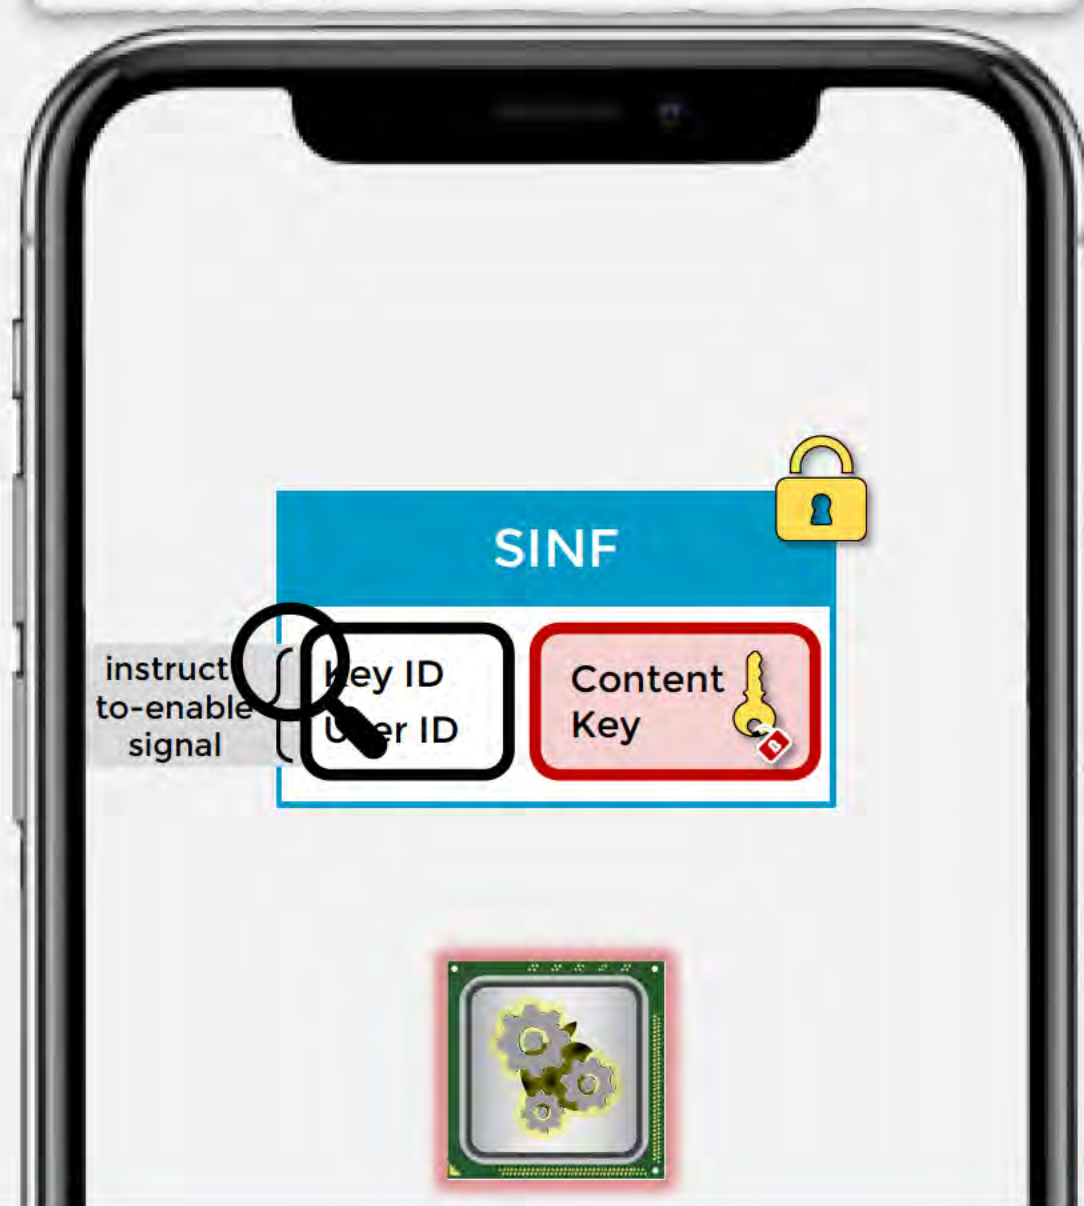 SINF
instruct-
to-enable
signal
Key ID
User ID
Content
Key